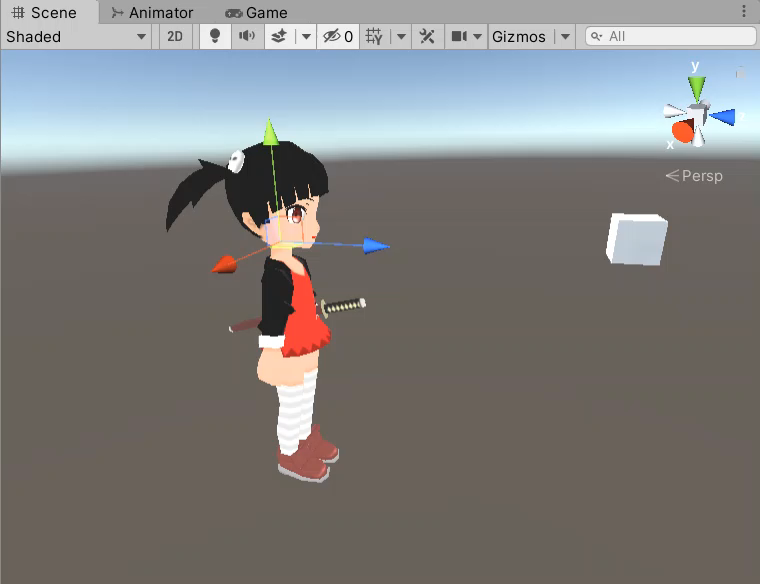 Scene Animator Game
Shaded 2D 0 Gizmos All
y
x
Persp